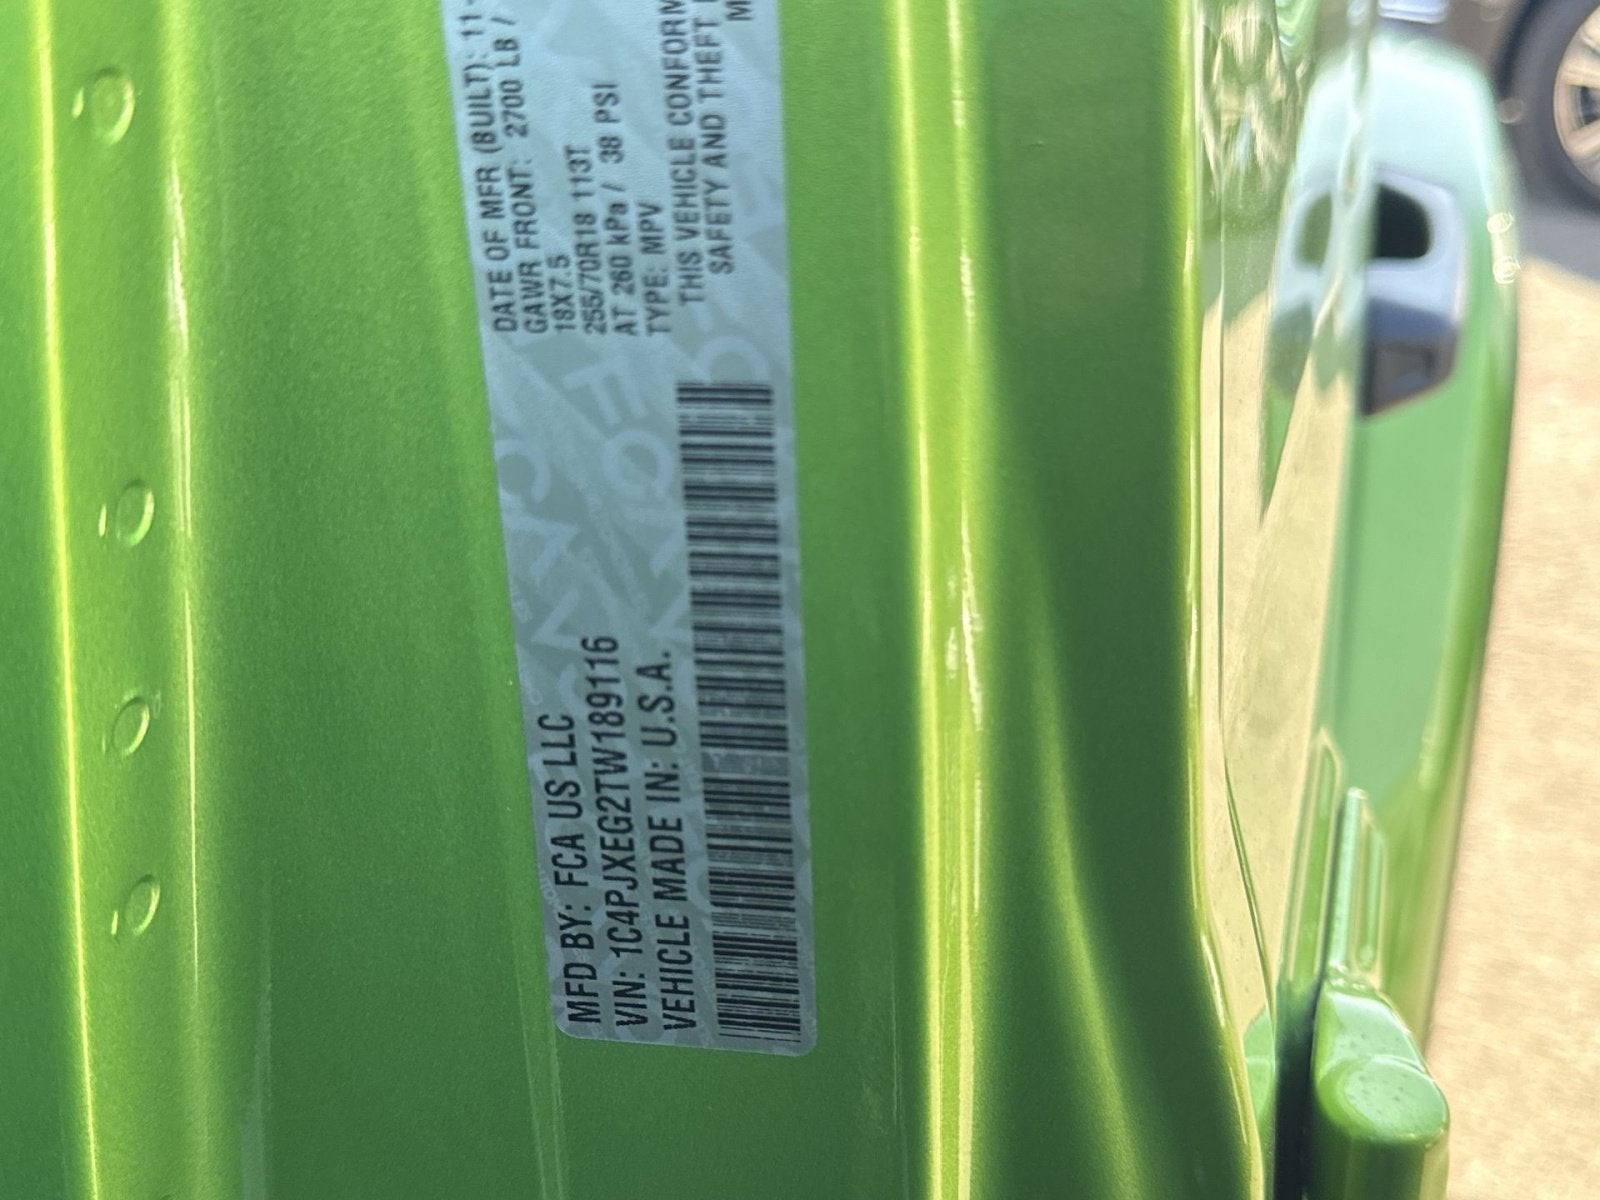 MFD BY: FCA US LLC
VIN: 1C4PJXEG2TW189116
VEHICLE MADE IN: U.S.A.
DATE OF MFR (BUILT): 11-
GAWR FRONT: 2700 LB /
18X7.5
255/70R18 113T
AT 260 kPa / 38 PSI
TYPE: MPV
THIS VEHICLE CONFORM
SAFETY AND THEFT